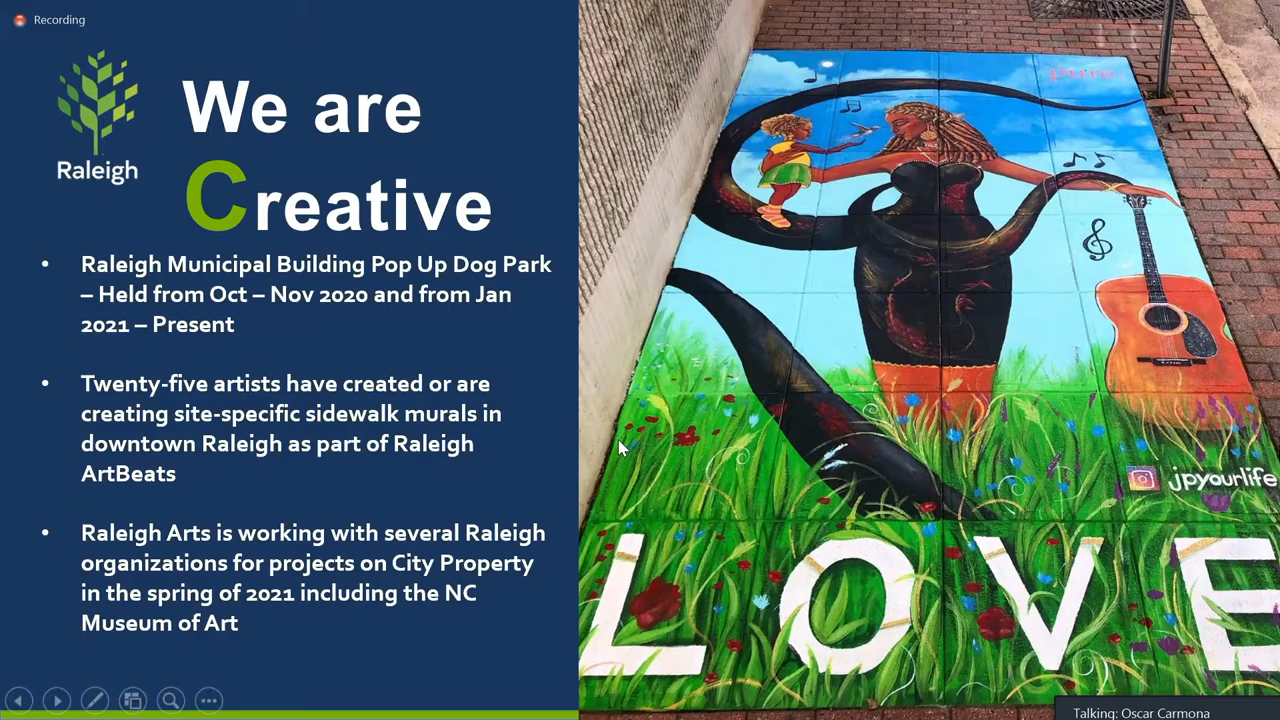 Recording
Raleigh
We are
Creative
• Raleigh Municipal Building Pop Up Dog Park
– Held from Oct – Nov 2020 and from Jan
2021 – Present
• Twenty-five artists have created or are
creating site-specific sidewalk murals in
downtown Raleigh as part of Raleigh
ArtBeats
• Raleigh Arts is working with several Raleigh
organizations for projects on City Property
in the spring of 2021 including the NC
Museum of Art
jpyourlife
LOVE
Talking: Oscar Carmona